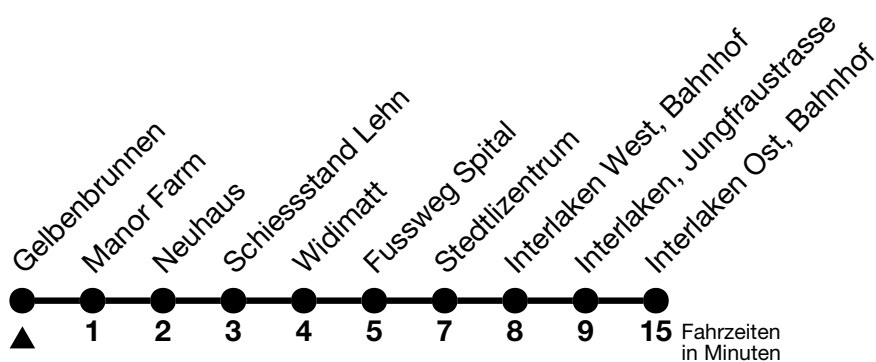 Gelbenbrunnen
Manor Farm
Neuhaus
Schiessstand Lehn
Widimatt
Fussweg Spital
Stedtlizentrum
Interlaken West, Bahnhof
Interlaken, Jungfraustrasse
Interlaken Ost, Bahnhof
1 2 3 4 5 7 8 9 15 Fahrzeiten
in Minuten